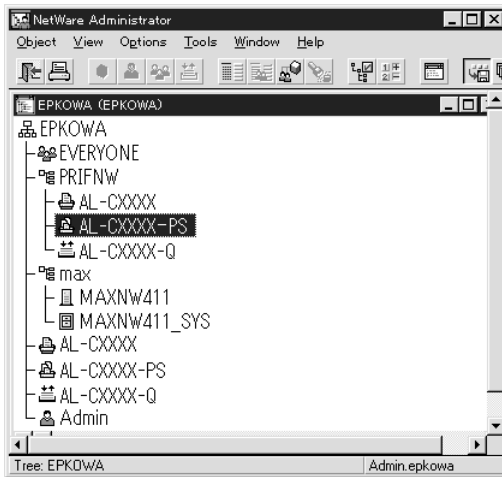 NetWare Administrator
Object View Options Tools Window Help
EPKOWA (EPKOWA)
EPKOWA
EVERYONE
PRIFNW
AL-CXXXX
AL-CXXXX-PS
AL-CXXXX-Q
max
MAXNW411
MAXNW411_SYS
AL-CXXXX
AL-CXXXX-PS
AL-CXXXX-Q
Admin
Tree: EPKOWA Admin.epkowa